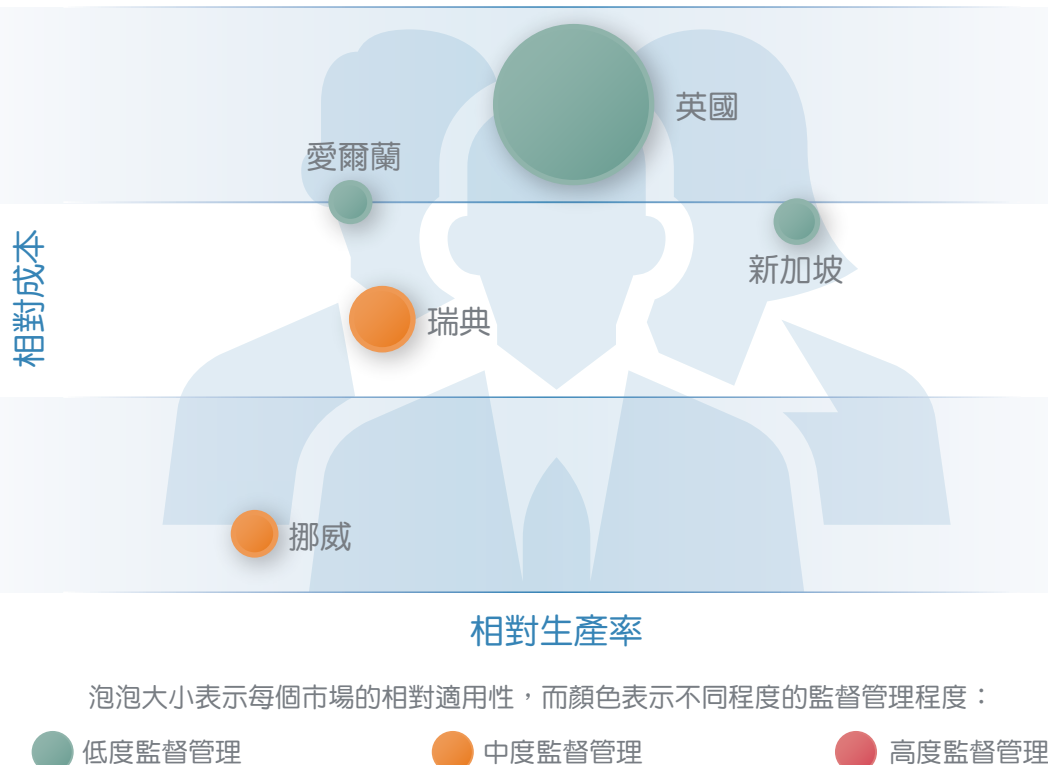 英國
愛爾蘭
新加坡
瑞典
挪威
相對成本
相對生產率
泡泡大小表示每個市場的相對適用性，而顏色表示不同程度的監督管理程度：
低度監督管理
中度監督管理
高度監督管理